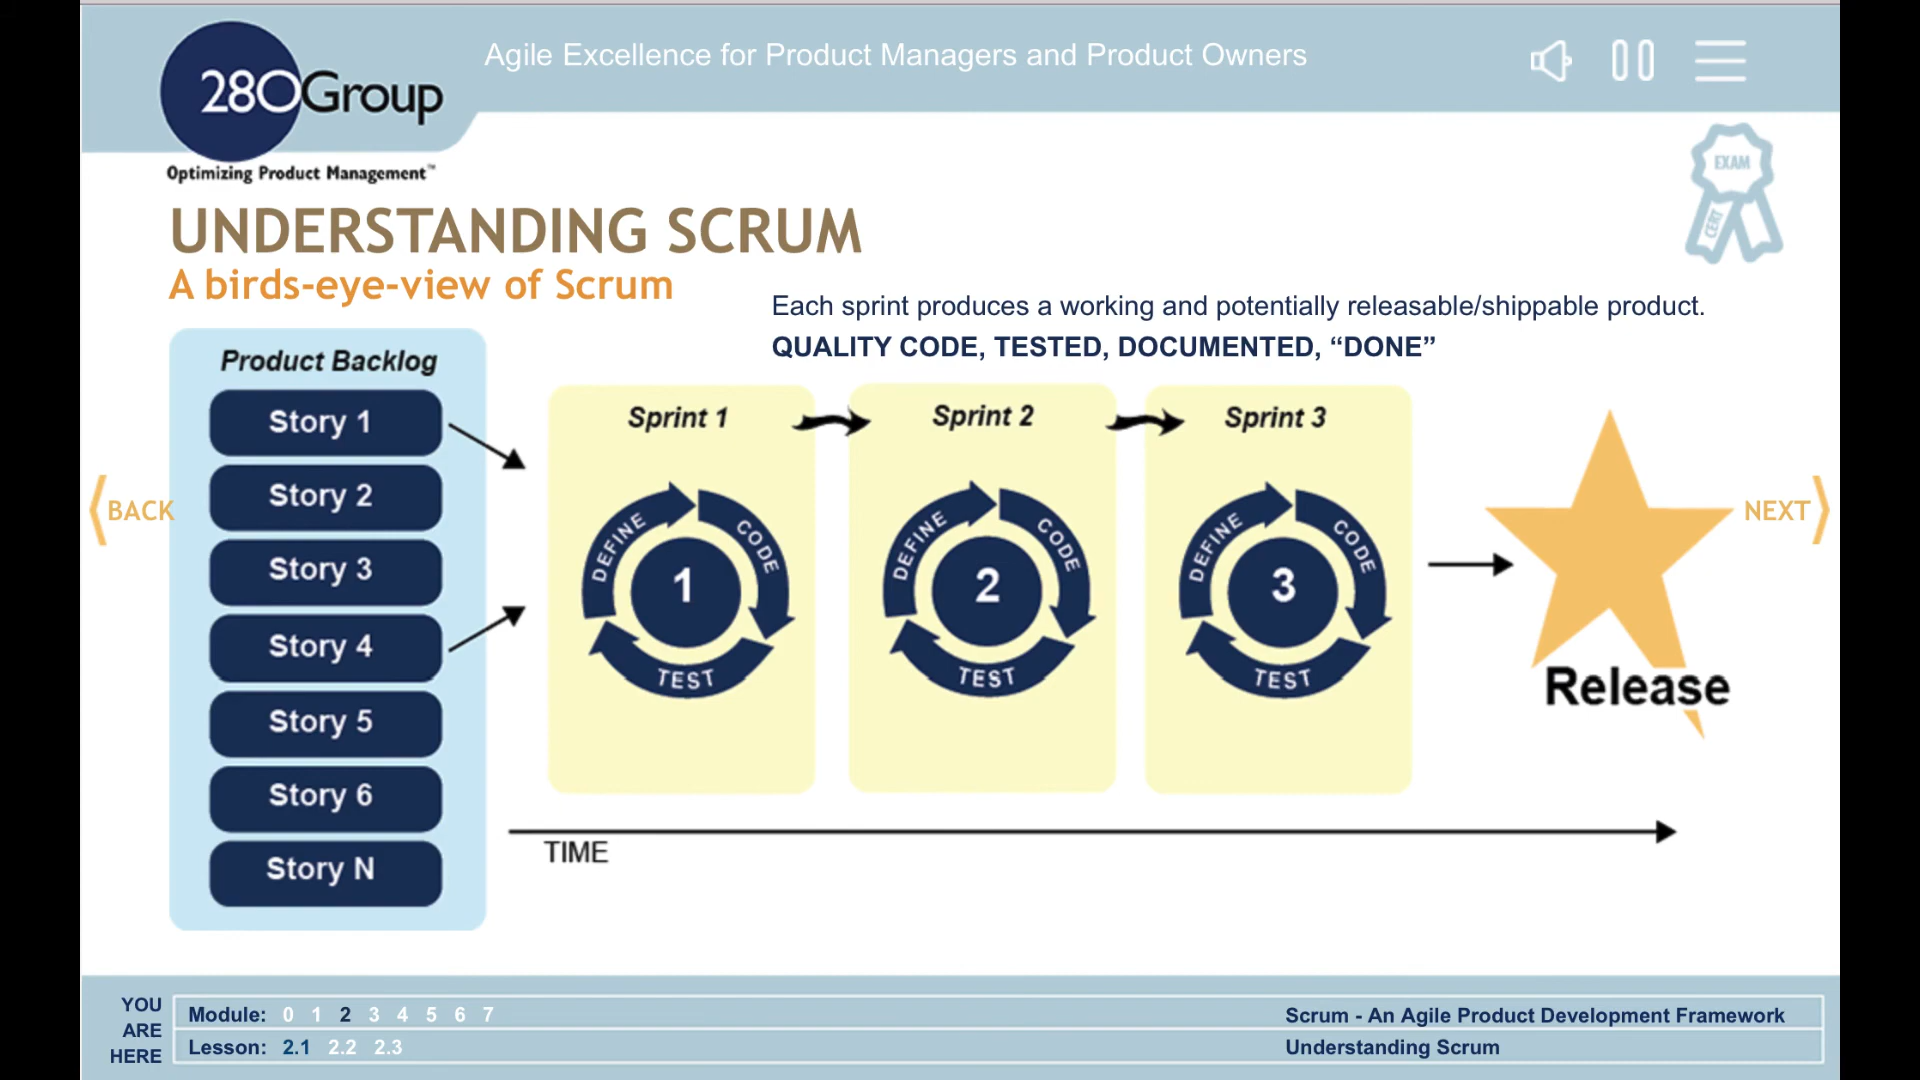 280Group
Optimizing Product Management™
Agile Excellence for Product Managers and Product Owners
EXAM
CERT
UNDERSTANDING SCRUM
A birds-eye-view of Scrum
Each sprint produces a working and potentially releasable/shippable product.
QUALITY CODE, TESTED, DOCUMENTED, “DONE”
Product Backlog
Story 1
Story 2
Story 3
Story 4
Story 5
Story 6
Story N
Sprint 1
DEFINE
CODE
TEST
1
Sprint 2
DEFINE
CODE
TEST
2
Sprint 3
DEFINE
CODE
TEST
3
Release
TIME
BACK
NEXT
YOU
ARE
HERE
Module: 0 1 2 3 4 5 6 7
Lesson: 2.1 2.2 2.3
Scrum - An Agile Product Development Framework
Understanding Scrum